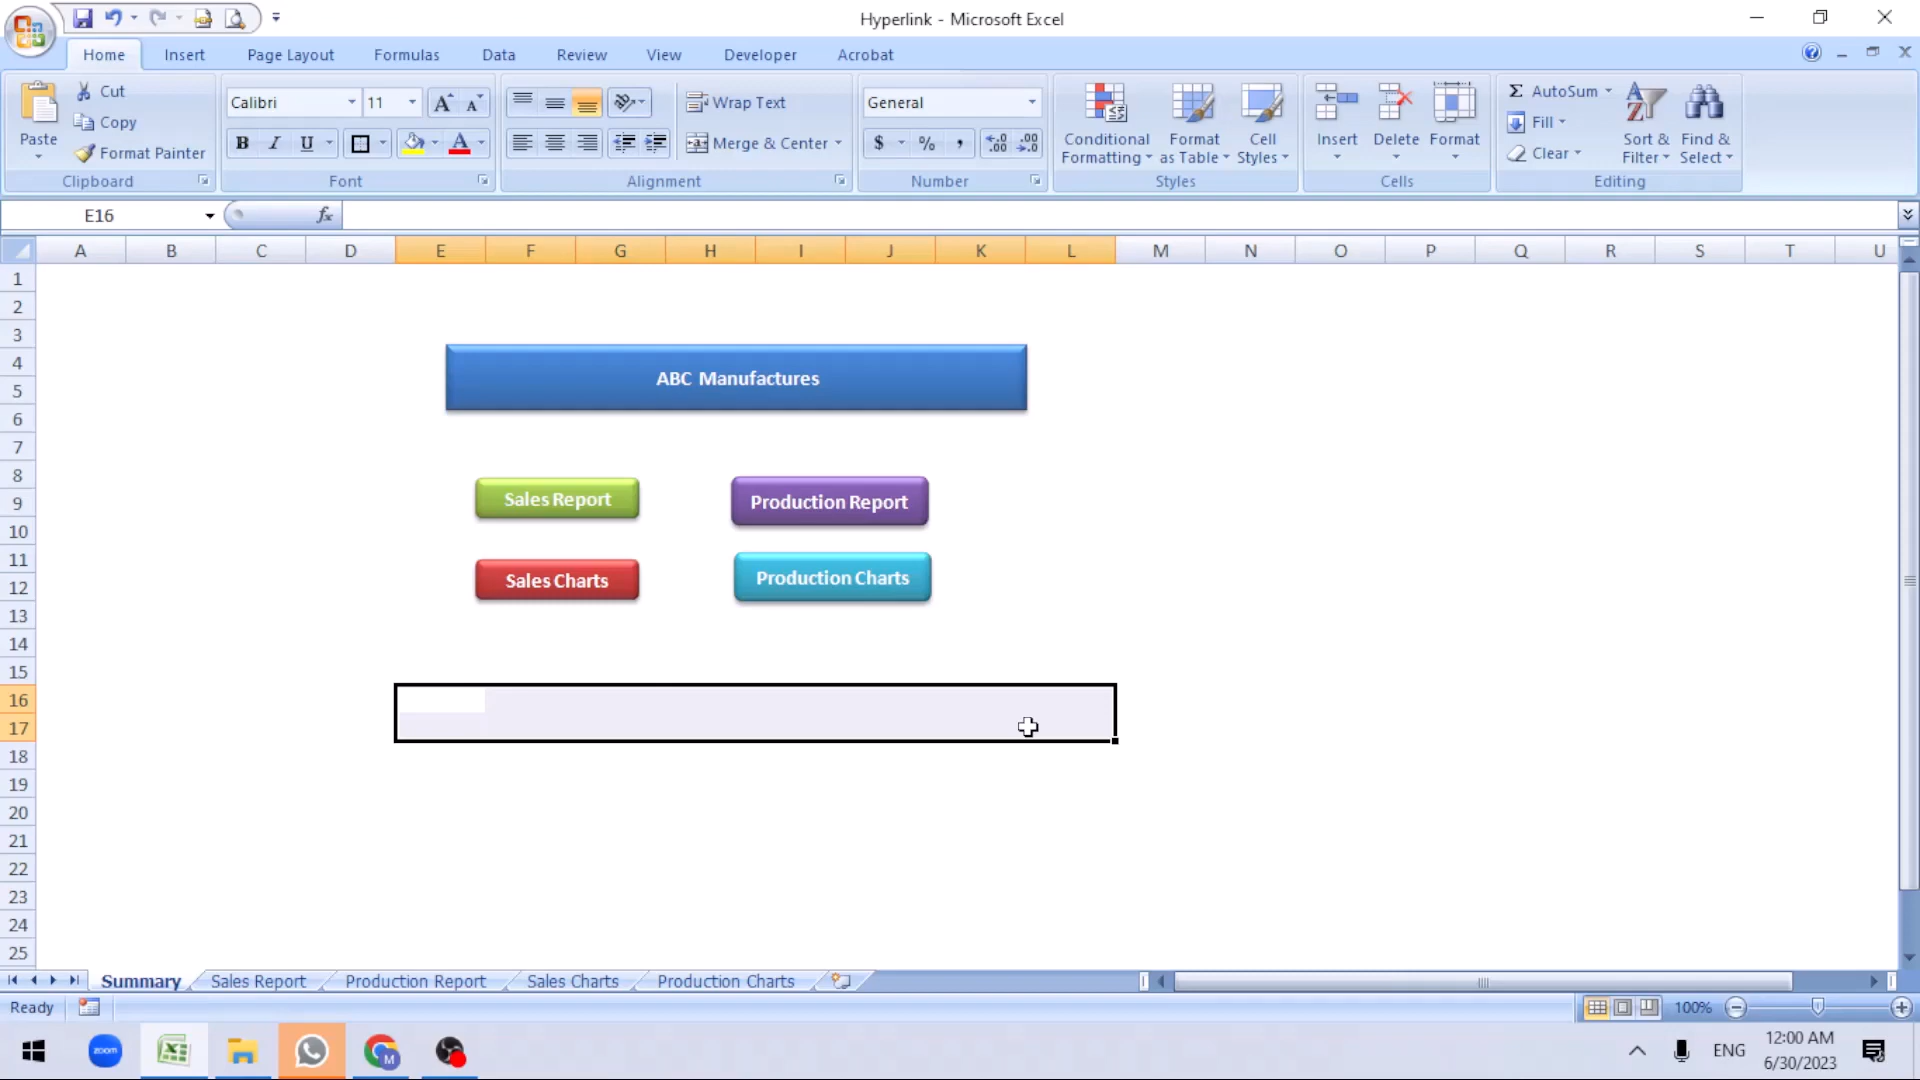 Hyperlink - Microsoft Excel
Home Insert Page Layout Formulas Data Review View Developer Acrobat
Paste
Cut
Copy
Format Painter
Clipboard
Calibri 11
A A
B I U A
Font
Wrap Text
Merge & Center
Alignment
General
$ % , .0 .00 .00 .0
Number
Conditional Formatting
Format as Table
Cell Styles
Styles
Insert Delete Format
Cells
Σ AutoSum
Fill
Clear
Sort & Filter
Find & Select
Editing
E16 fx
A B C D E F G H I J K L M N O P Q R S T U
1
2
3
4
5
6
7
8
9
10
11
12
13
14
15
16
17
18
19
20
21
22
23
24
25
ABC Manufactures
Sales Report Production Report
Sales Charts Production Charts
Summary Sales Report Production Report Sales Charts Production Charts
Ready 100%
zoom M ENG 12:00 AM
6/30/2023